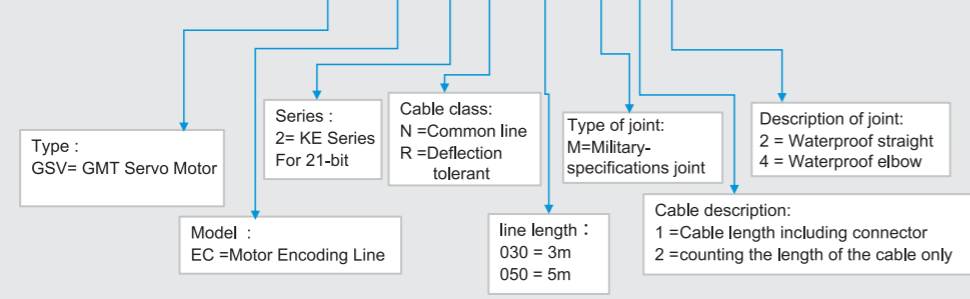 Type :
GSV= GMT Servo Motor
Model :
EC =Motor Encoding Line
Series :
2= KE Series
For 21-bit
Cable class:
N =Common line
R =Deflection
tolerant
line length：
030 = 3m
050 = 5m
Type of joint:
M=Military-
specifications joint
Cable description:
1 =Cable length including connector
2 =counting the length of the cable only
Description of joint:
2 = Waterproof straight
4 = Waterproof elbow